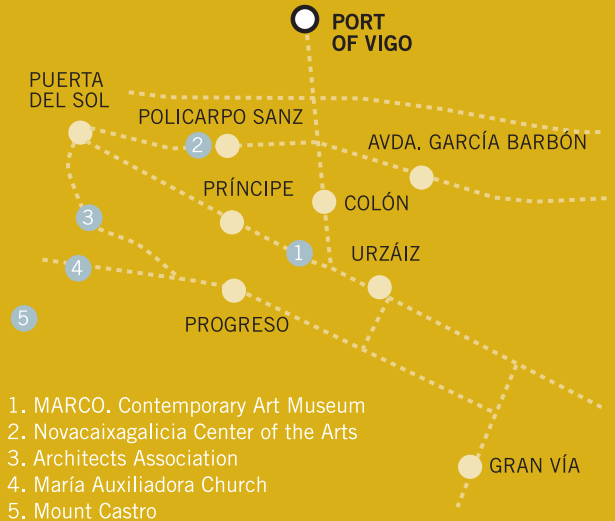 PORT
OF VIGO
PUERTA
DEL SOL
POLICARPO SANZ
2
AVDA. GARCÍA BARBÓN
PRÍNCIPE
COLÓN
3
1
URZÁIZ
4
5
PROGRESO
1. MARCO. Contemporary Art Museum
2. Novacaixagalicia Center of the Arts
3. Architects Association
4. María Auxiliadora Church
5. Mount Castro
GRAN VÍA